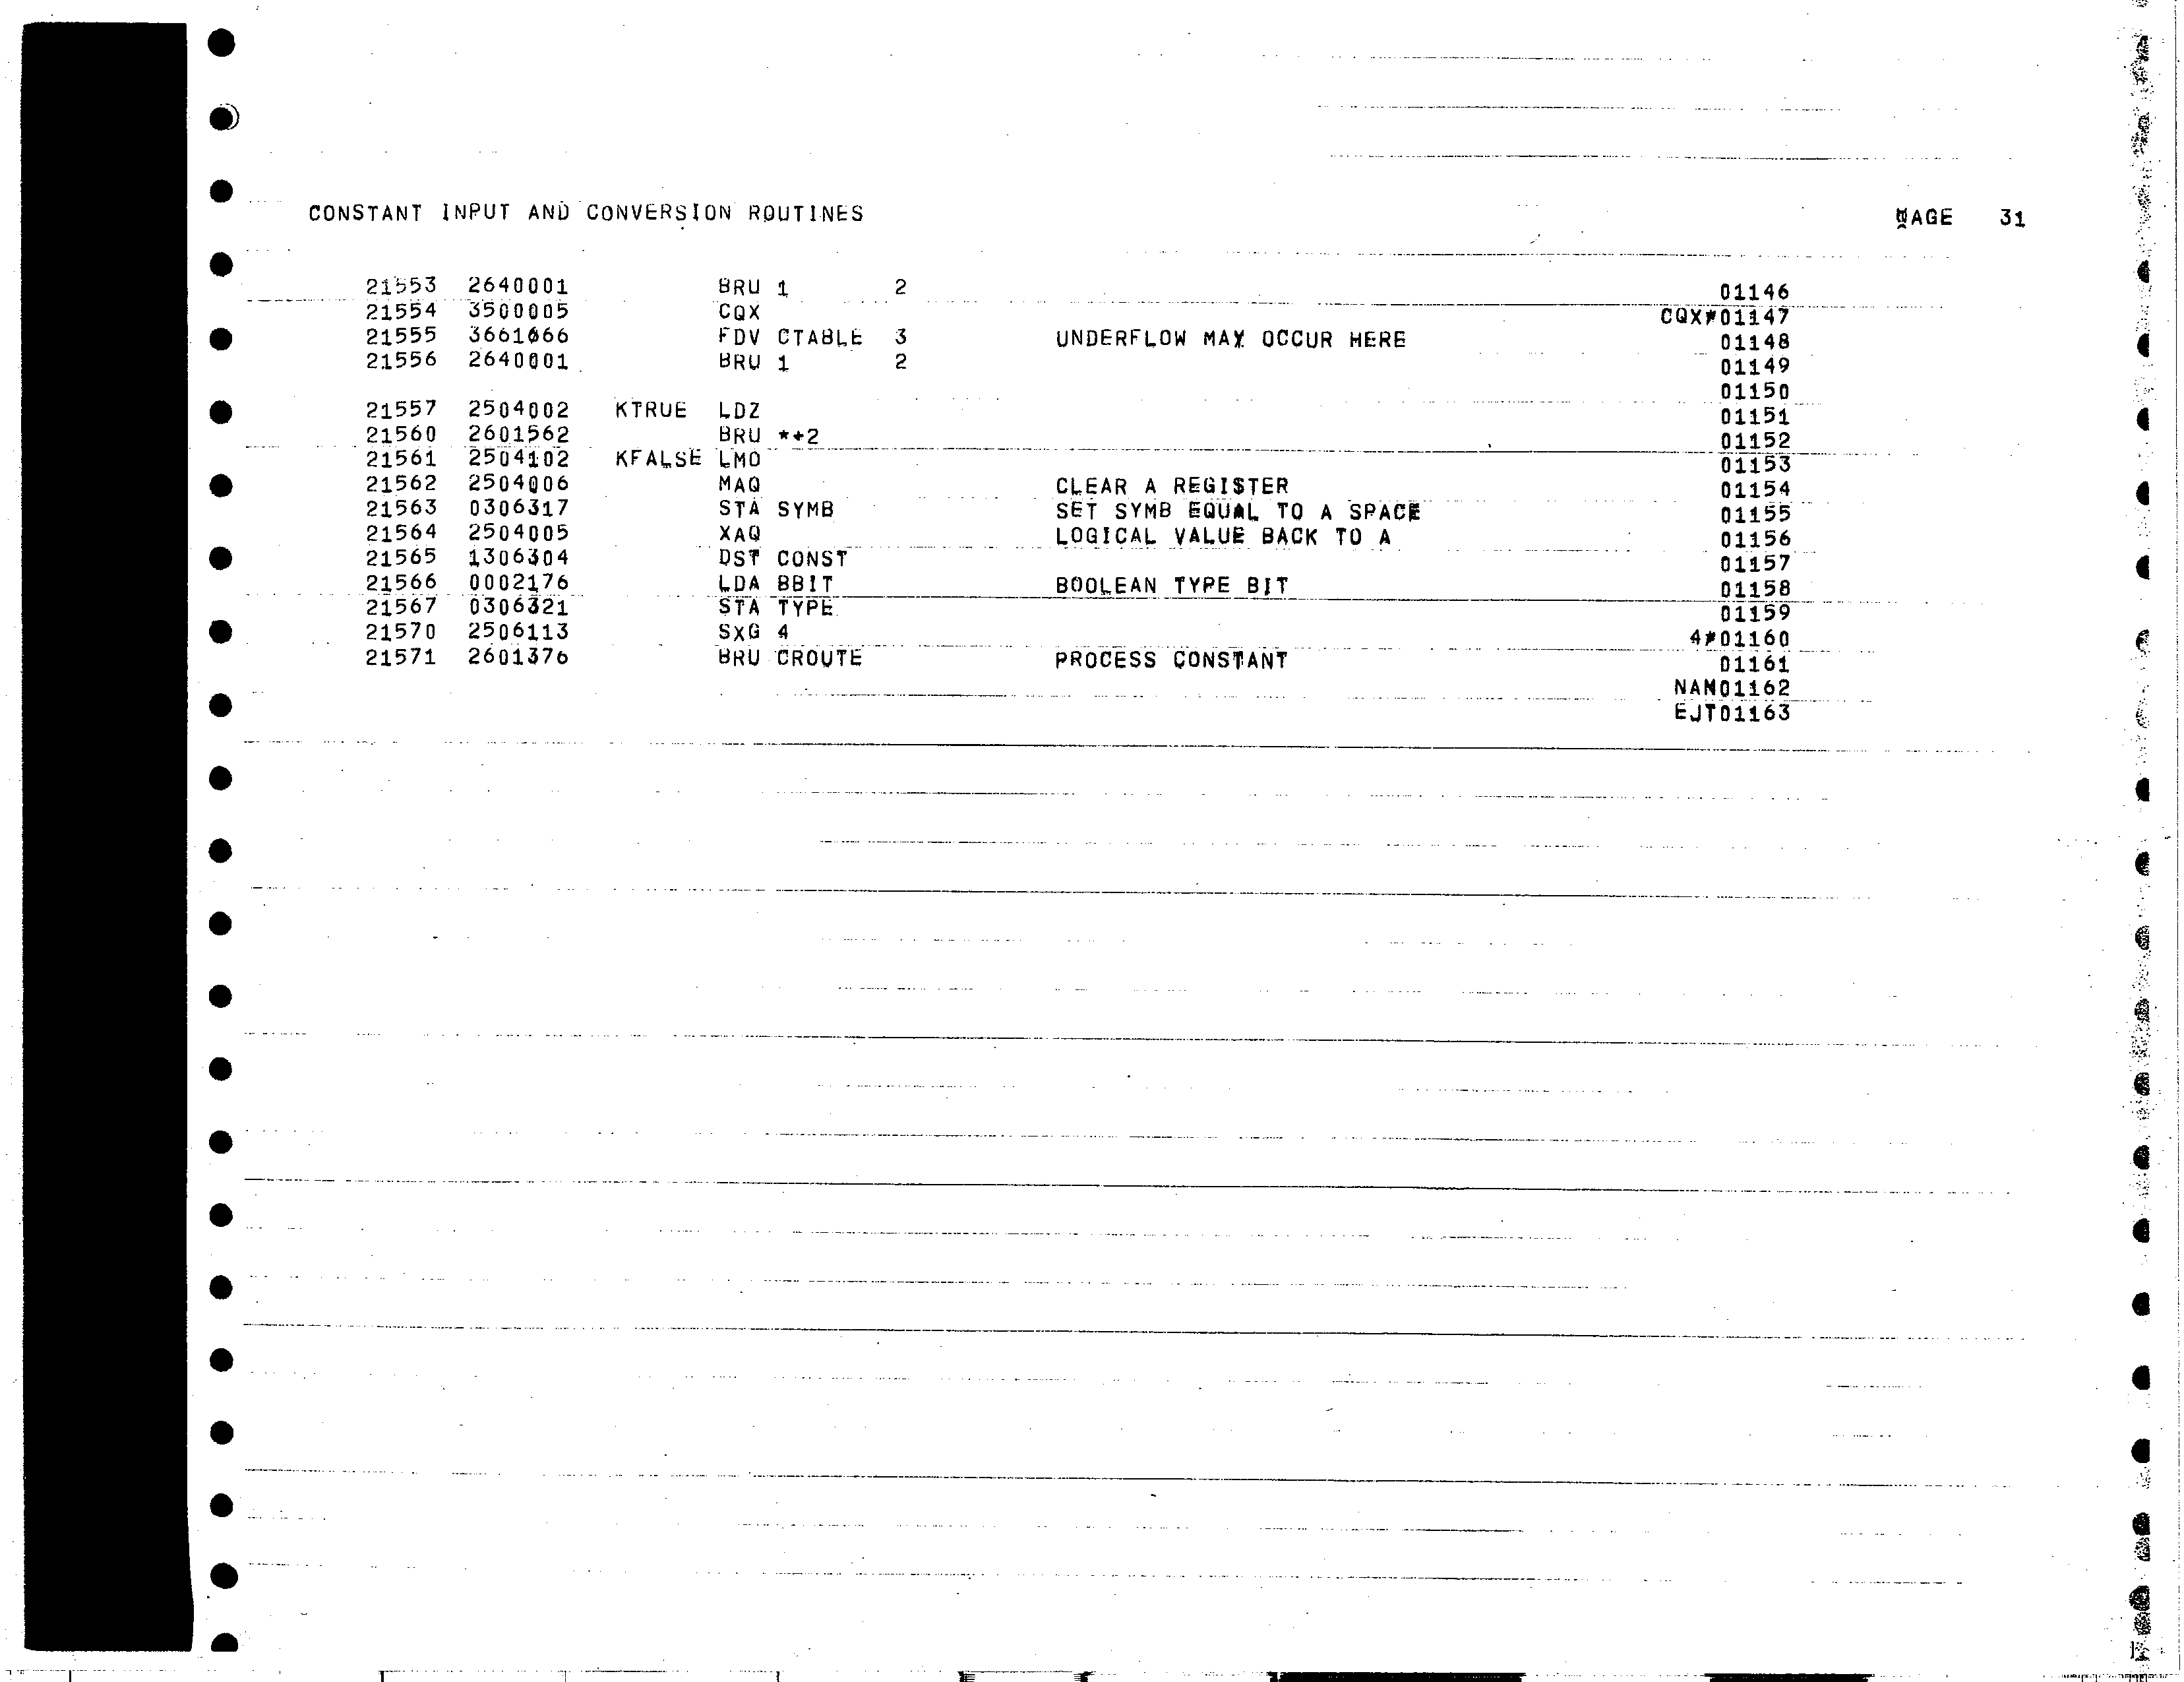 CONSTANT INPUT AND CONVERSION ROUTINES PAGE 31
21553 2640001 BRU 1 2 01146
21554 3500005 CQX CQX#01147
21555 3661066 FDV CTABLE 3 UNDERFLOW MAY OCCUR HERE 01148
21556 2640001 BRU 1 2 01149
01150
21557 2504002 KTRUE LDZ 01151
21560 2601562 BRU *+2 01152
21561 2504102 KFALSE LMO 01153
21562 2504006 MAQ CLEAR A REGISTER 01154
21563 0306317 STA SYMB SET SYMB EQUAL TO A SPACE 01155
21564 2504005 XAQ LOGICAL VALUE BACK TO A 01156
21565 1306304 DST CONST 01157
21566 0002176 LDA BBIT BOOLEAN TYPE BIT 01158
21567 0306321 STA TYPE 01159
21570 2506113 SXG 4 4#01160
21571 2601376 BRU CROUTE PROCESS CONSTANT 01161
NAM01162
EJT01163